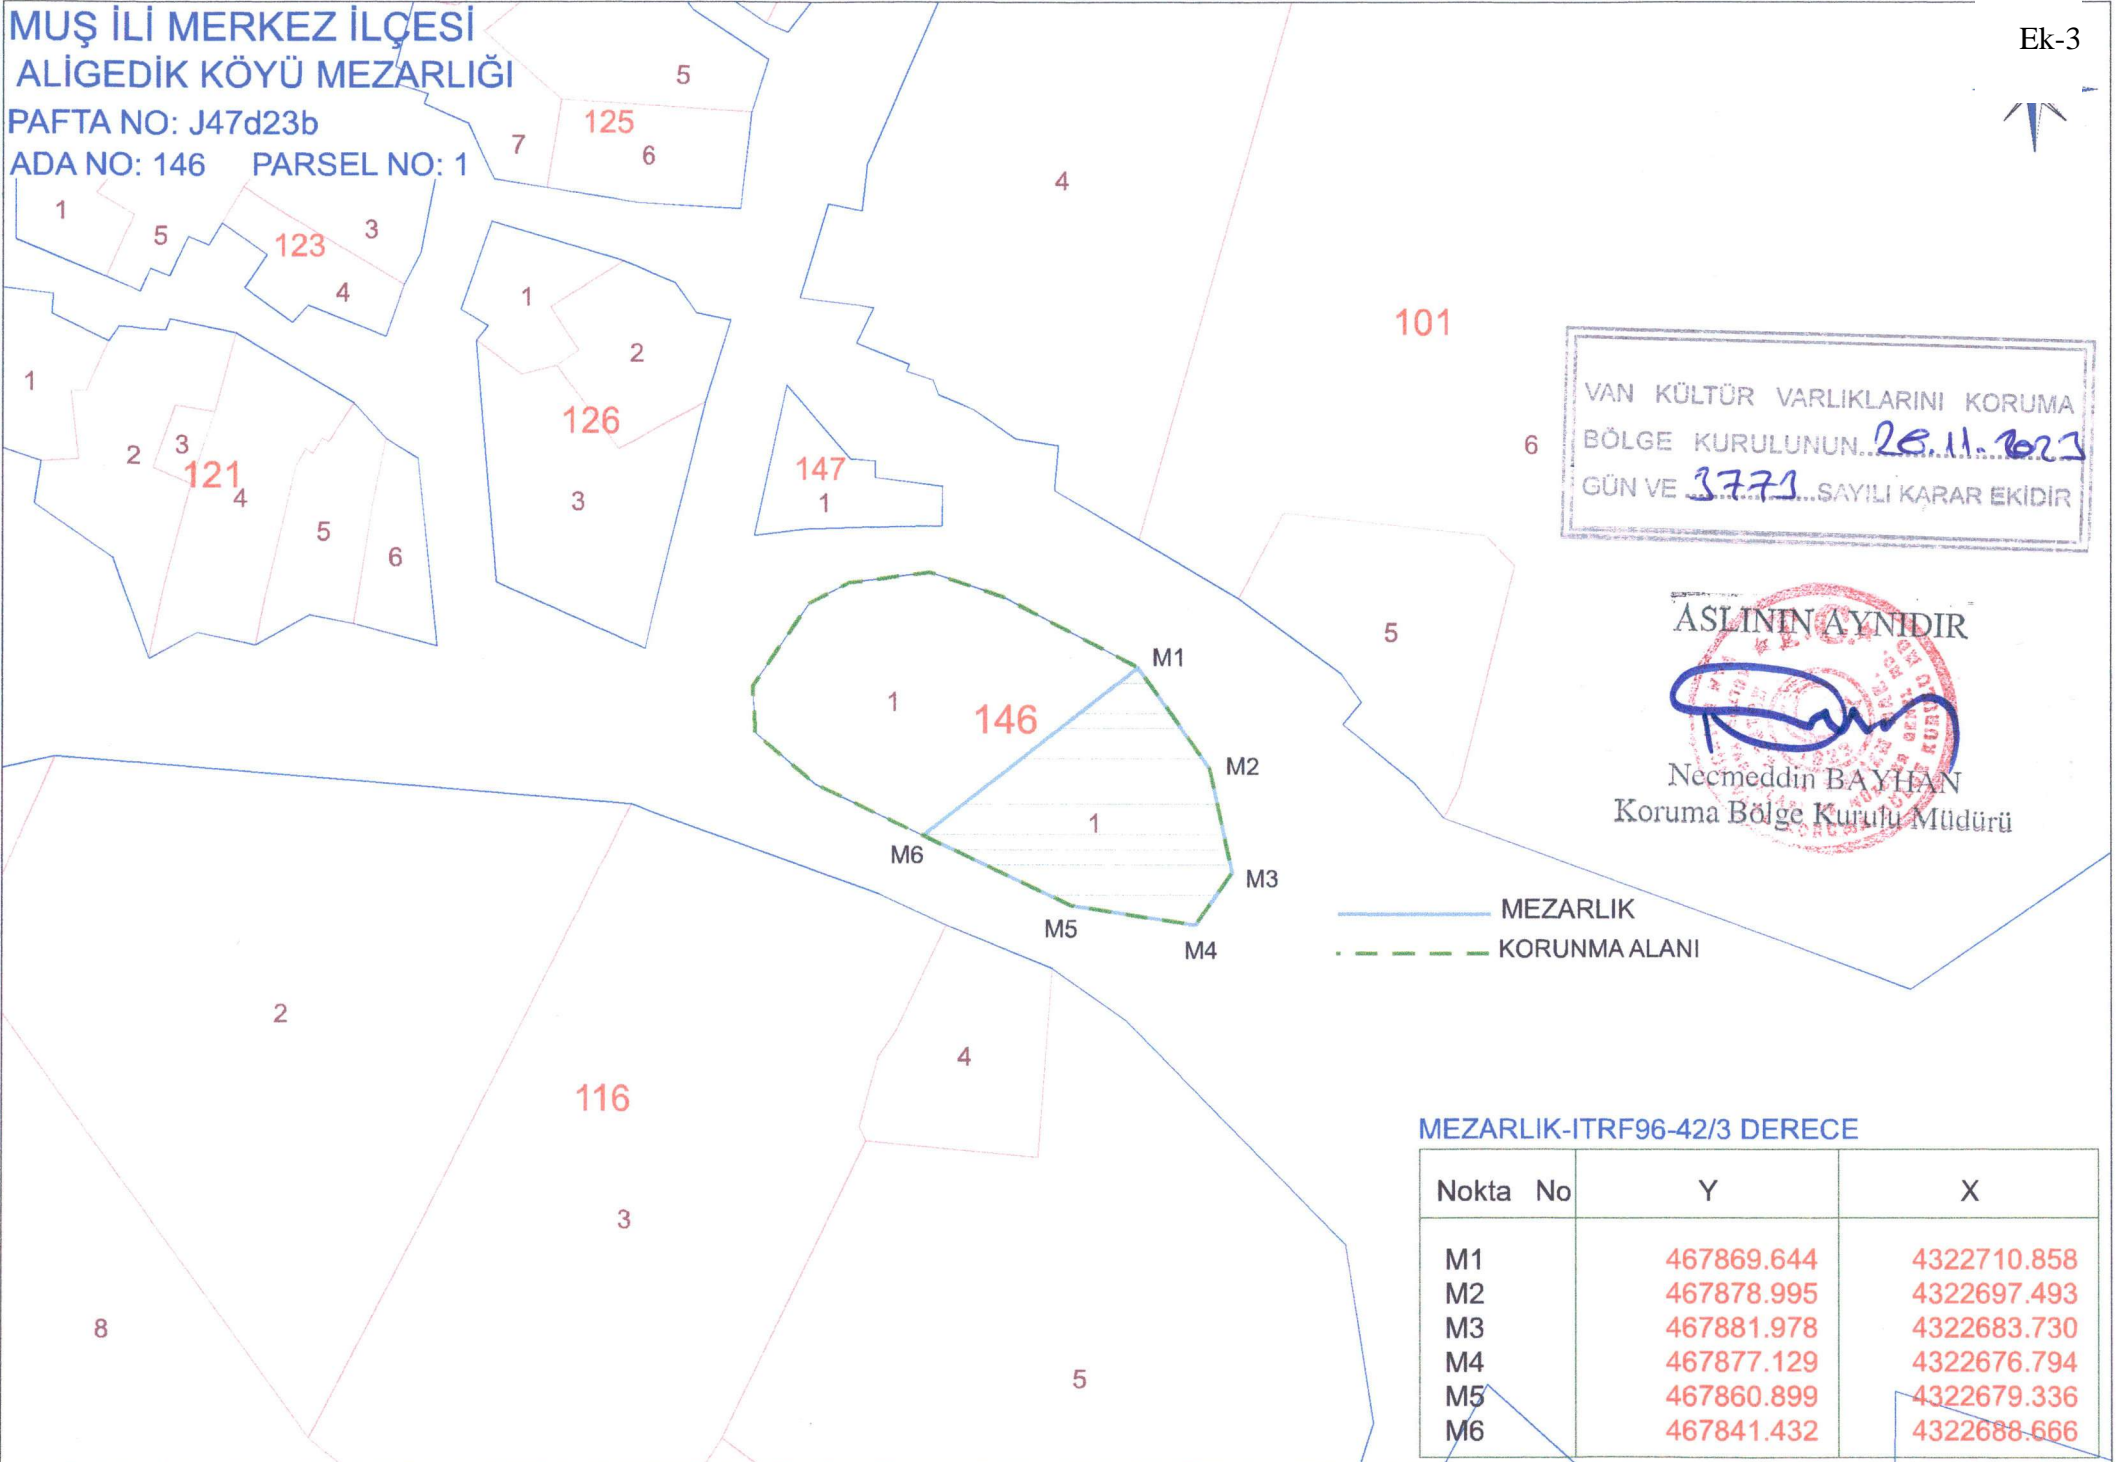 MUŞ İLİ MERKEZ İLÇESİ
ALİGEDİK KÖYÜ MEZARLIĞI
PAFTA NO: J47d23b
ADA NO: 146 PARSEL NO: 1
Ek-3
5
125
7
6
4
1
5
123
3
4
1
2
126
3
101
6
1
2
3
121
4
5
6
147
1
VAN KÜLTÜR VARLIKLARINI KORUMA
BÖLGE KURULUNUN 28.11.2023
GÜN VE 3773 SAYILI KARAR EKİDİR
ASLININ AYNIDIR
T.C.
Necmeddin BAYHAN
Koruma Bölge Kurulu Müdürü
5
1
146
1
M1
M2
M3
M4
M5
M6
MEZARLIK
KORUNMA ALANI
2
116
4
3
8
5
MEZARLIK-ITRF96-42/3 DERECE
Nokta No Y X
M1 467869.644 4322710.858
M2 467878.995 4322697.493
M3 467881.978 4322683.730
M4 467877.129 4322676.794
M5 467860.899 4322679.336
M6 467841.432 4322688.666